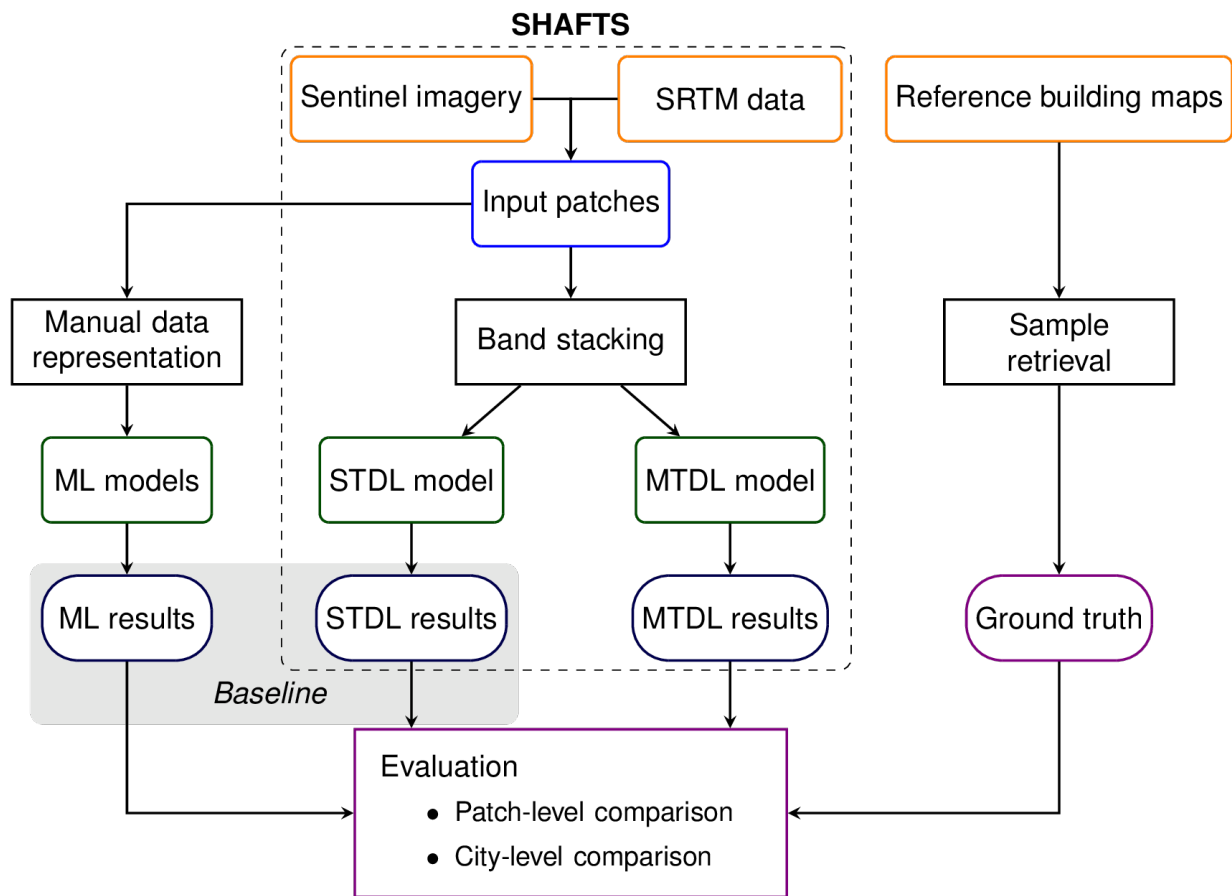 SHAFTS
Sentinel imagery
SRTM data
Reference building maps
Input patches
Manual data
representation
Band stacking
Sample
retrieval
ML models
STDL model
MTDL model
ML results
STDL results
MTDL results
Ground truth
Baseline
Evaluation
● Patch-level comparison
● City-level comparison